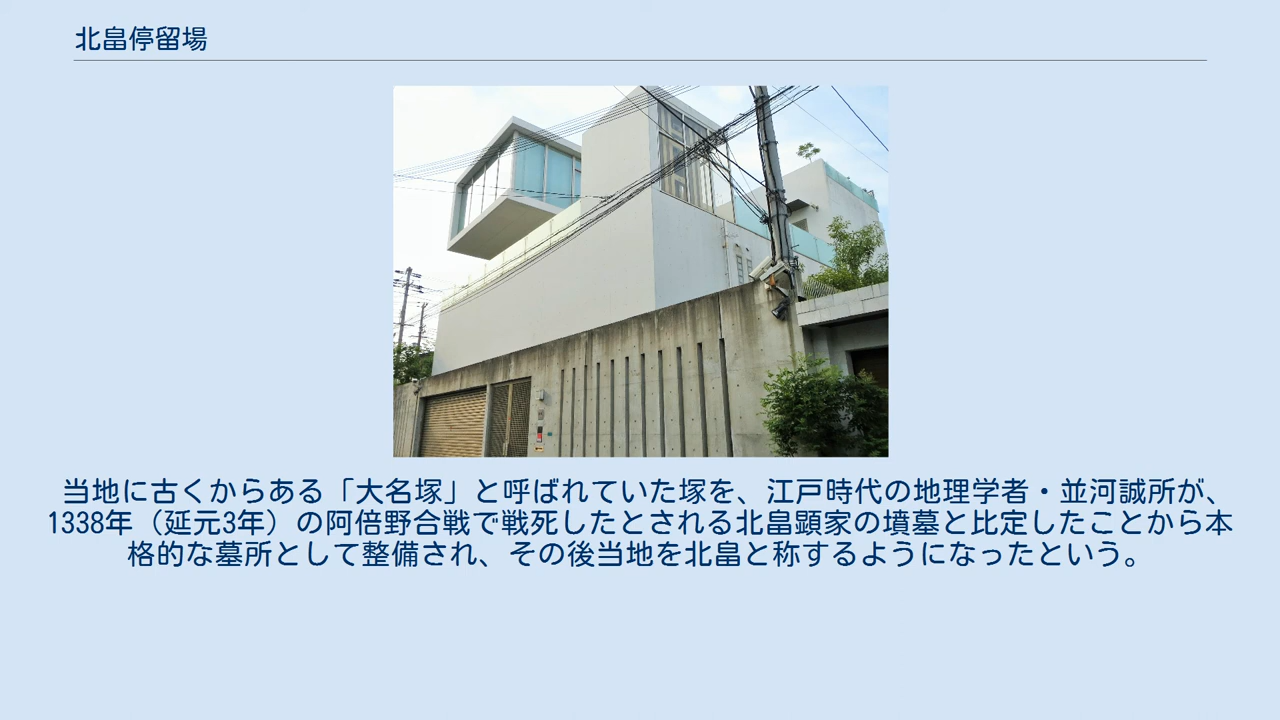 北畠停留場
当地に古くからある「大名塚」と呼ばれていた塚を、江戸時代の地理学者・並河誠所が、
1338年（延元3年）の阿倍野合戦で戦死したとされる北畠顕家の墳墓と比定したことから本
格的な墓所として整備され、その後当地を北畠と称するようになったという。